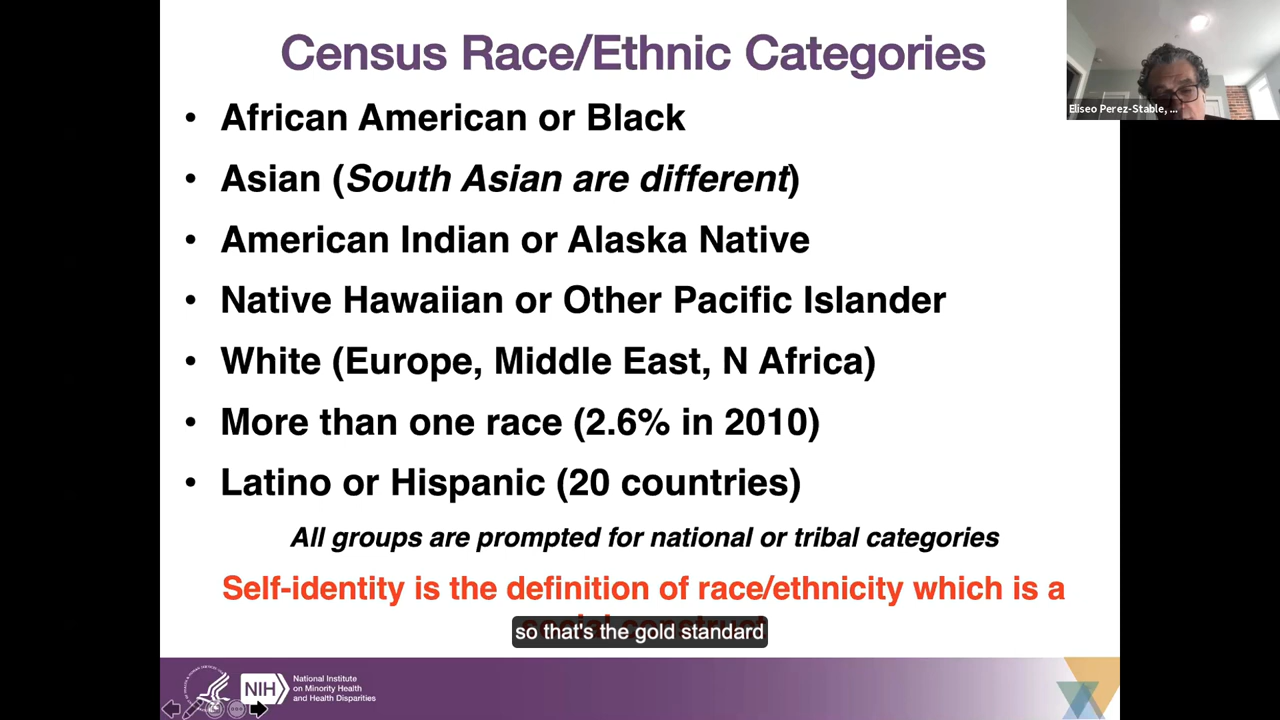 Census Race/Ethnic Categories
Eliseo Perez-Stable, ...
• African American or Black
• Asian (South Asian are different)
• American Indian or Alaska Native
• Native Hawaiian or Other Pacific Islander
• White (Europe, Middle East, N Africa)
• More than one race (2.6% in 2010)
• Latino or Hispanic (20 countries)
All groups are prompted for national or tribal categories
Self-identity is the definition of race/ethnicity which is a
so that's the gold standard
NIH
National Institute
on Minority Health
and Health Disparities